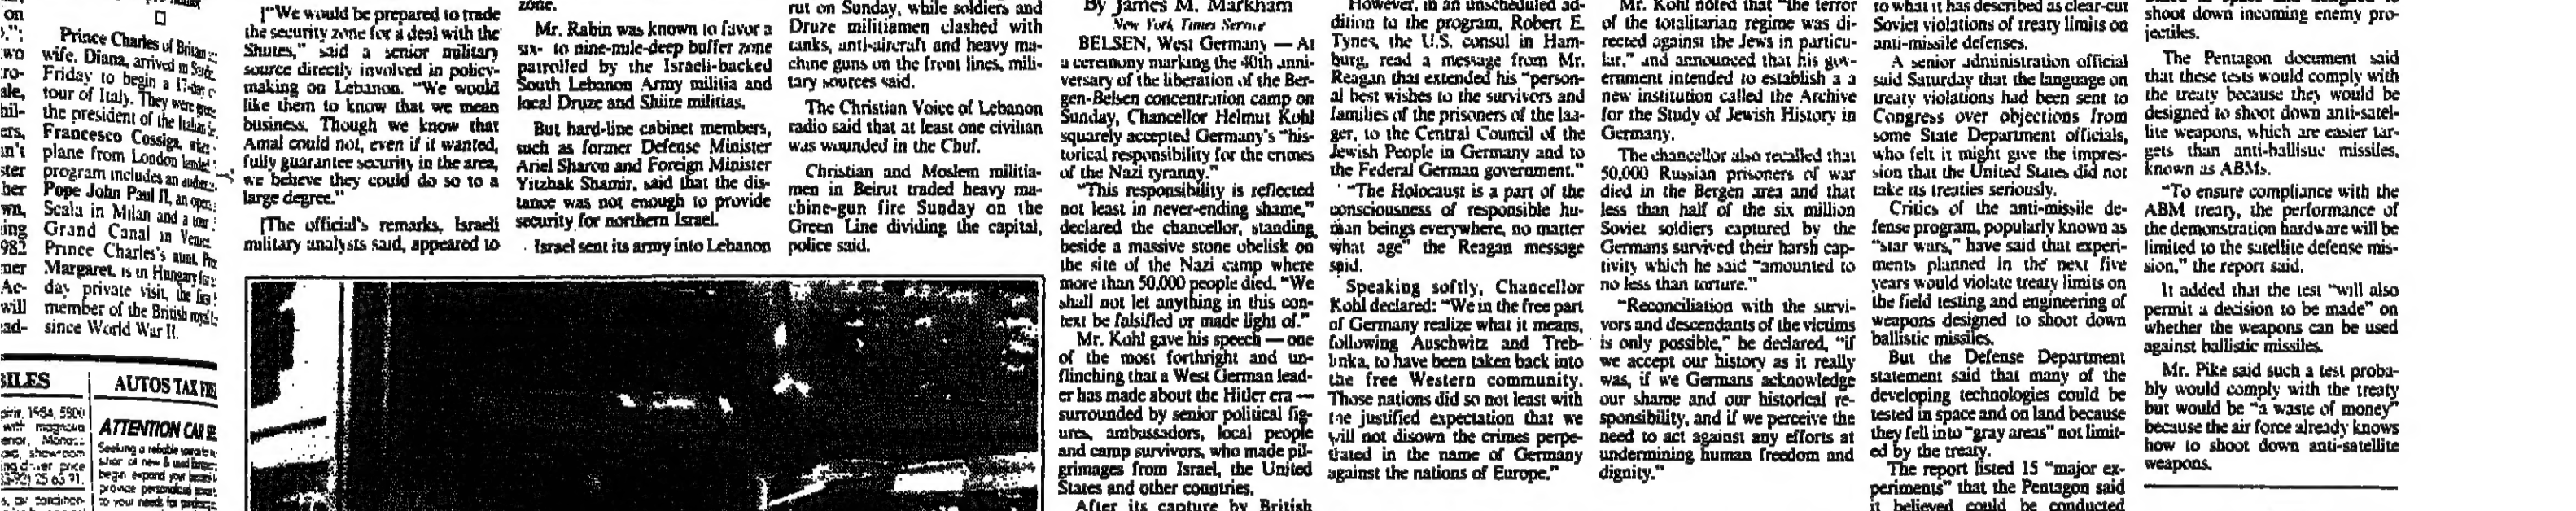 on
wo
ale,
will
since World War II.
Prince Charles of Britain
wife, Diana, arrived in
Friday to begin a 17-day
tour of Italy. They were
the president of the
Francesco Cossiga,
plane from London
program includes an
Pope John Paul II, an
Scala in Milan and a
Grand Canal in
Prince Charles's aunt,
Margaret, is in Hungary
day private visit, the
member of the British
AUTOS TAX
ATTENTION CAR
["We would be prepared to trade
the security zone for a deal with the
Shiites," said a senior military
source directly involved in policy-
making on Lebanon. "We would
like them to know that we mean
business. Though we know that
Amal could not, even if it wanted,
fully guarantee security in the area,
we believe they could do so to a
large degree."
[The official's remarks, Israeli
military analysts said, appeared to
zone.
Mr. Rabin was known to favor a
six- to nine-mile-deep buffer zone
patrolled by the Israeli-backed
South Lebanon Army militia and
local Druze and Shiite militias.
But hard-line cabinet members,
such as former Defense Minister
Ariel Sharon and Foreign Minister
Yitzhak Shamir, said that the dis-
tance was not enough to provide
security for northern Israel.
Israel sent its army into Lebanon
rut on Sunday, while soldiers and
Druze militiamen clashed with
tanks, anti-aircraft and heavy ma-
chine guns on the front lines, mili-
tary sources said.
The Christian Voice of Lebanon
radio said that at least one civilian
was wounded in the Chuf.
Christian and Moslem militia-
men in Beirut traded heavy ma-
chine-gun fire Sunday on the
Green Line dividing the capital,
police said.
By James M. Markham
New York Times Service
BELSEN, West Germany — At
a ceremony marking the 40th anni-
versary of the liberation of the Ber-
gen-Belsen concentration camp on
Sunday, Chancellor Helmut Kohl
squarely accepted Germany's "his-
torical responsibility for the crimes
of the Nazi tyranny."
"This responsibility is reflected
not least in never-ending shame,"
declared the chancellor, standing
beside a massive stone obelisk on
the site of the Nazi camp where
more than 50,000 people died. "We
shall not let anything in this con-
text be falsified or made light of."
Mr. Kohl gave his speech — one
of the most forthright and un-
flinching that a West German lead-
er has made about the Hitler era —
surrounded by senior political fig-
ures, ambassadors, local people
and camp survivors, who made pil-
grimages from Israel, the United
States and other countries.
After its capture by British
However, in an unscheduled ad-
dition to the program, Robert E.
Tynes, the U.S. consul in Ham-
burg, read a message from Mr.
Reagan that extended his "person-
al best wishes to the survivors and
families of the prisoners of the laa-
ger, to the Central Council of the
Jewish People in Germany and to
the Federal German government."
"The Holocaust is a part of the
consciousness of responsible hu-
man beings everywhere, no matter
what age" the Reagan message
said.
Speaking softly, Chancellor
Kohl declared: "We in the free part
of Germany realize what it means,
following Auschwitz and Treb-
linka, to have been taken back into
the free Western community.
Those nations did so not least with
the justified expectation that we
will not disown the crimes perpe-
trated in the name of Germany
against the nations of Europe."
Mr. Kohl noted that "the terror
of the totalitarian regime was di-
rected against the Jews in particu-
lar," and announced that his gov-
ernment intended to establish a a
new institution called the Archive
for the Study of Jewish History in
Germany.
The chancellor also recalled that
50,000 Russian prisoners of war
died in the Bergen area and that
less than half of the six million
Soviet soldiers captured by the
Germans survived their harsh cap-
tivity which he said "amounted to
no less than torture."
"Reconciliation with the survi-
vors and descendants of the victims
is only possible," he declared, "if
we accept our history as it really
was, if we Germans acknowledge
our shame and our historical re-
sponsibility, and if we perceive the
need to act against any efforts at
undermining human freedom and
dignity."
to what it has described as clear-cut
Soviet violations of treaty limits on
anti-missile defenses.
A senior administration official
said Saturday that the language on
treaty violations had been sent to
Congress over objections from
some State Department officials,
who felt it might give the impres-
sion that the United States did not
take its treaties seriously.
Critics of the anti-missile de-
fense program, popularly known as
"star wars," have said that experi-
ments planned in the next five
years would violate treaty limits on
the field testing and engineering of
weapons designed to shoot down
ballistic missiles.
But the Defense Department
statement said that many of the
developing technologies could be
tested in space and on land because
they fell into "gray areas" not limit-
ed by the treaty.
The report listed 15 "major ex-
periments" that the Pentagon said
it believed could be conducted
shoot down incoming enemy pro-
jectiles.
The Pentagon document said
that these tests would comply with
the treaty because they would be
designed to shoot down anti-satel-
lite weapons, which are easier tar-
gets than anti-ballistic missiles,
known as ABMs.
"To ensure compliance with the
ABM treaty, the performance of
the demonstration hardware will be
limited to the satellite defense mis-
sion," the report said.
It added that the test "will also
permit a decision to be made" on
whether the weapons can be used
against ballistic missiles.
Mr. Pike said such a test proba-
bly would comply with the treaty
but would be "a waste of money"
because the air force already knows
how to shoot down anti-satellite
weapons.